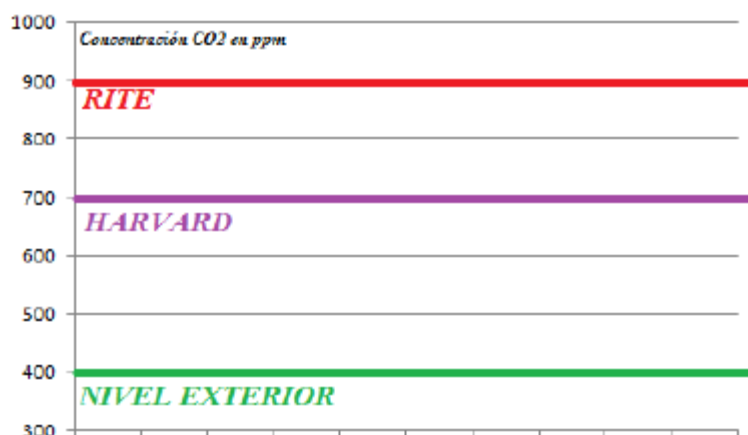 1000
Concentración CO2 en ppm
900
RITE
800
700
HARVARD
600
500
400
NIVEL EXTERIOR
300